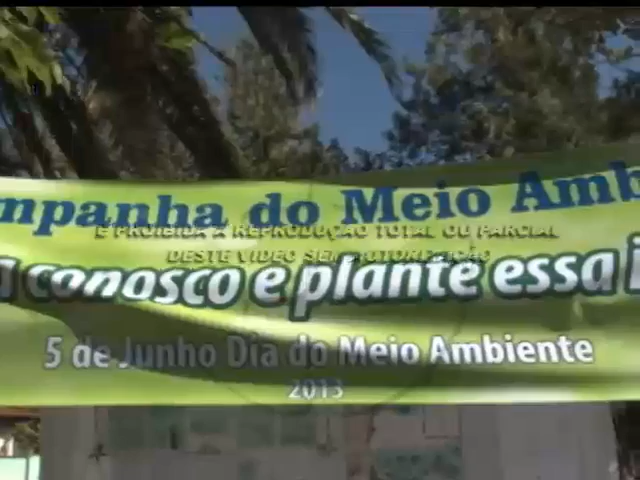 mpanha do Meio Amb
É PROIBIDA A REPRODUÇÃO TOTAL OU PARCIAL
DESTE VÍDEO SEM AUTORIZAÇÃO
conosco e plante essa i
5 de Junho Dia do Meio Ambiente
2013